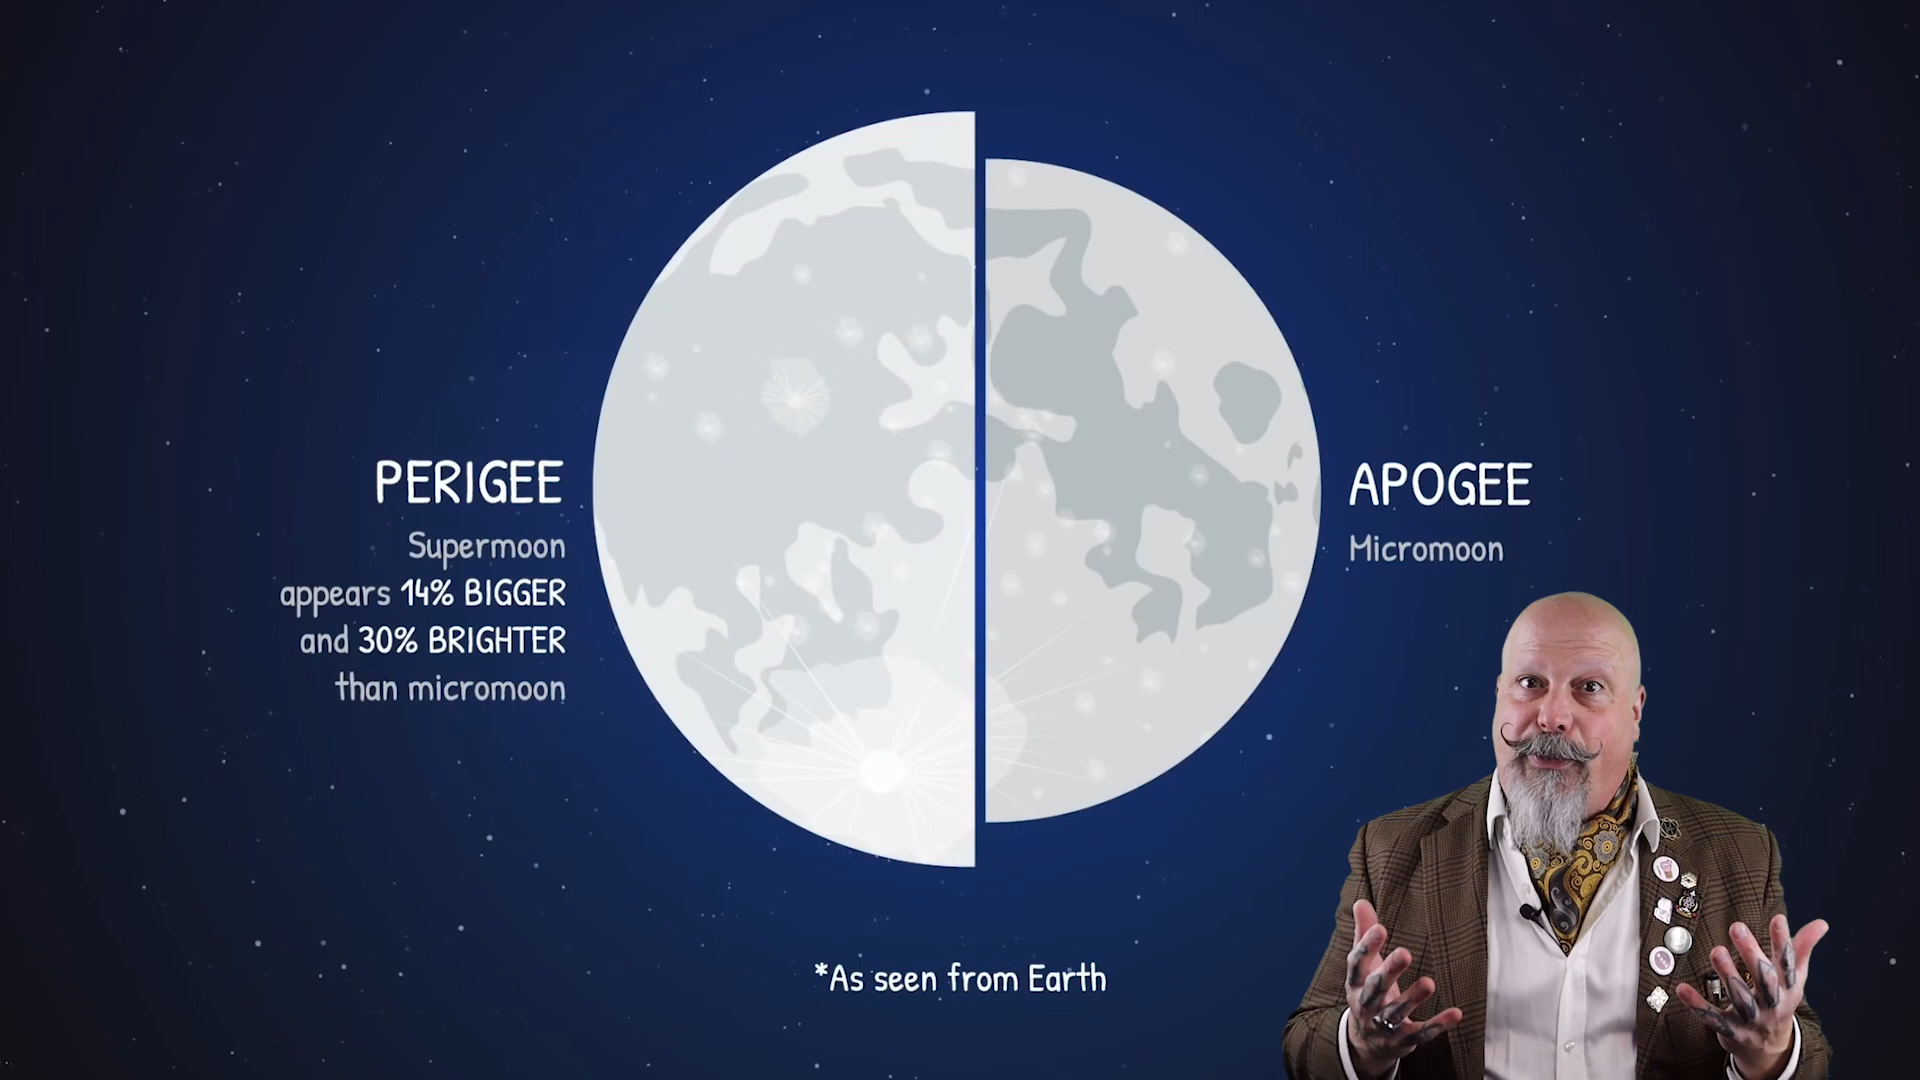 PERIGEE
Supermoon
appears 14% BIGGER
and 30% BRIGHTER
than micromoon
APOGEE
Micromoon
*As seen from Earth